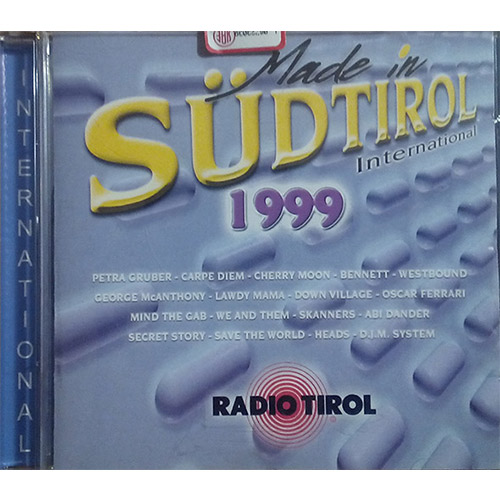 Made in
SÜDTIROL
International
1999
PETRA GRUBER - CARPE DIEM - CHERRY MOON - BENNETT - WESTBOUND
GEORGE McANTHONY - LAWDY MAMA - DOWN VILLAGE - OSCAR FERRARI
MIND THE GAB - WE AND THEM - SKANNERS - ABI DANDER
SECRET STORY - SAVE THE WORLD - HEADS - D.J.M. SYSTEM
RADIO TIROL
INTERNATIONAL